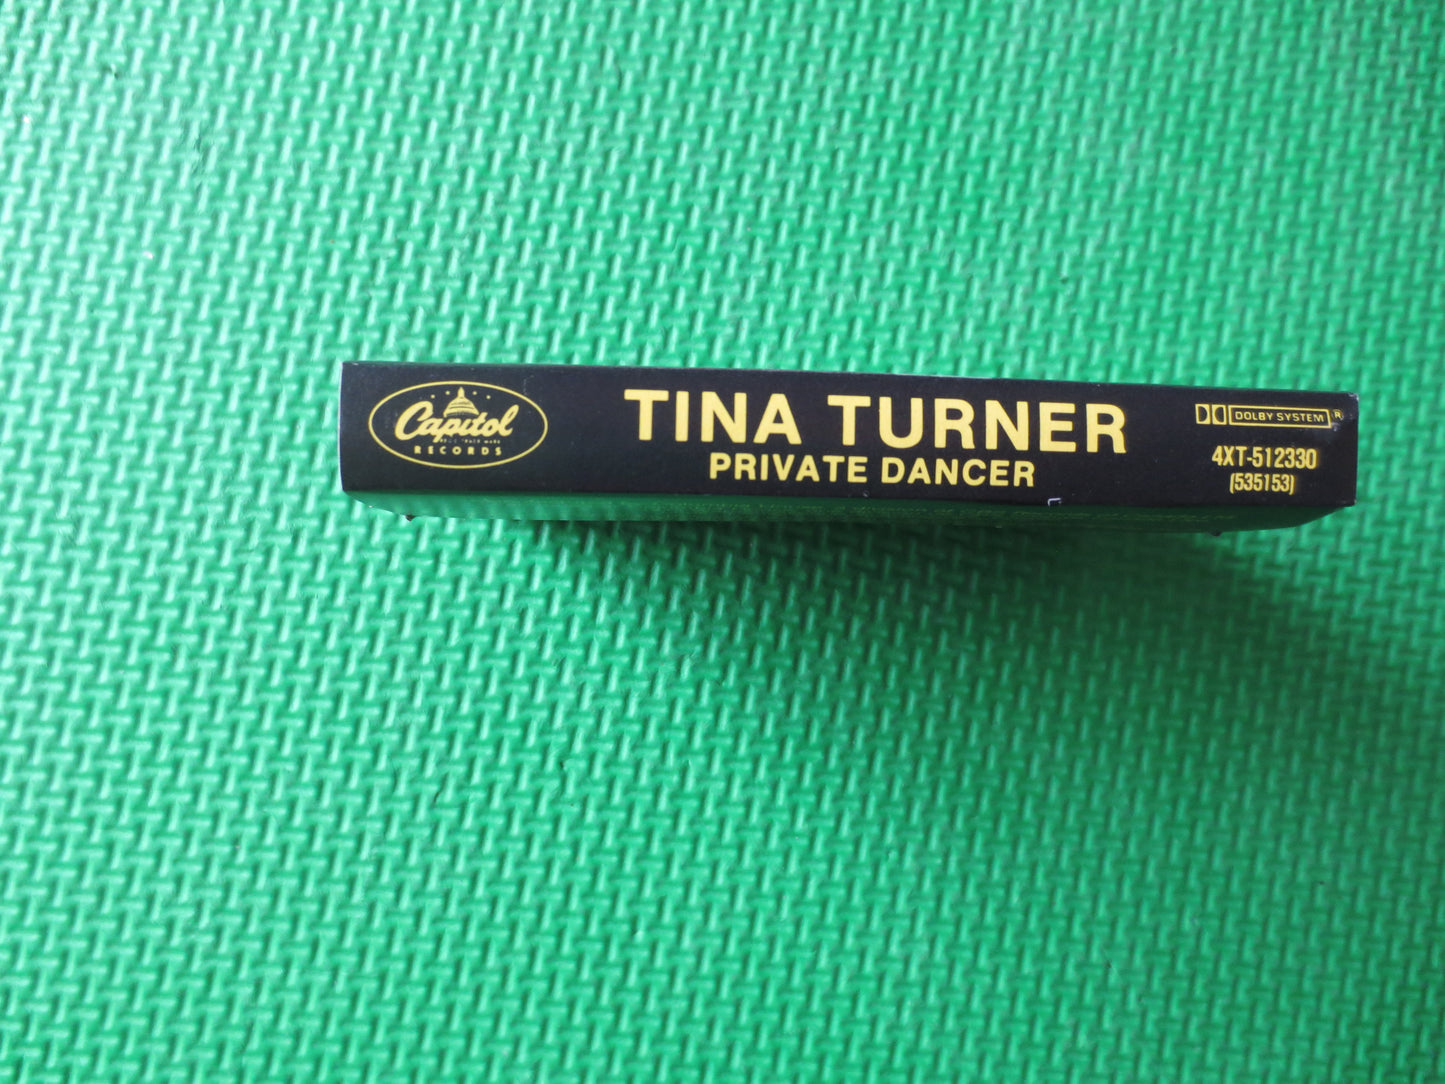 Capitol
RECORDS
TINA TURNER
PRIVATE DANCER
DOLBY SYSTEM ®
4XT-512330
(535153)